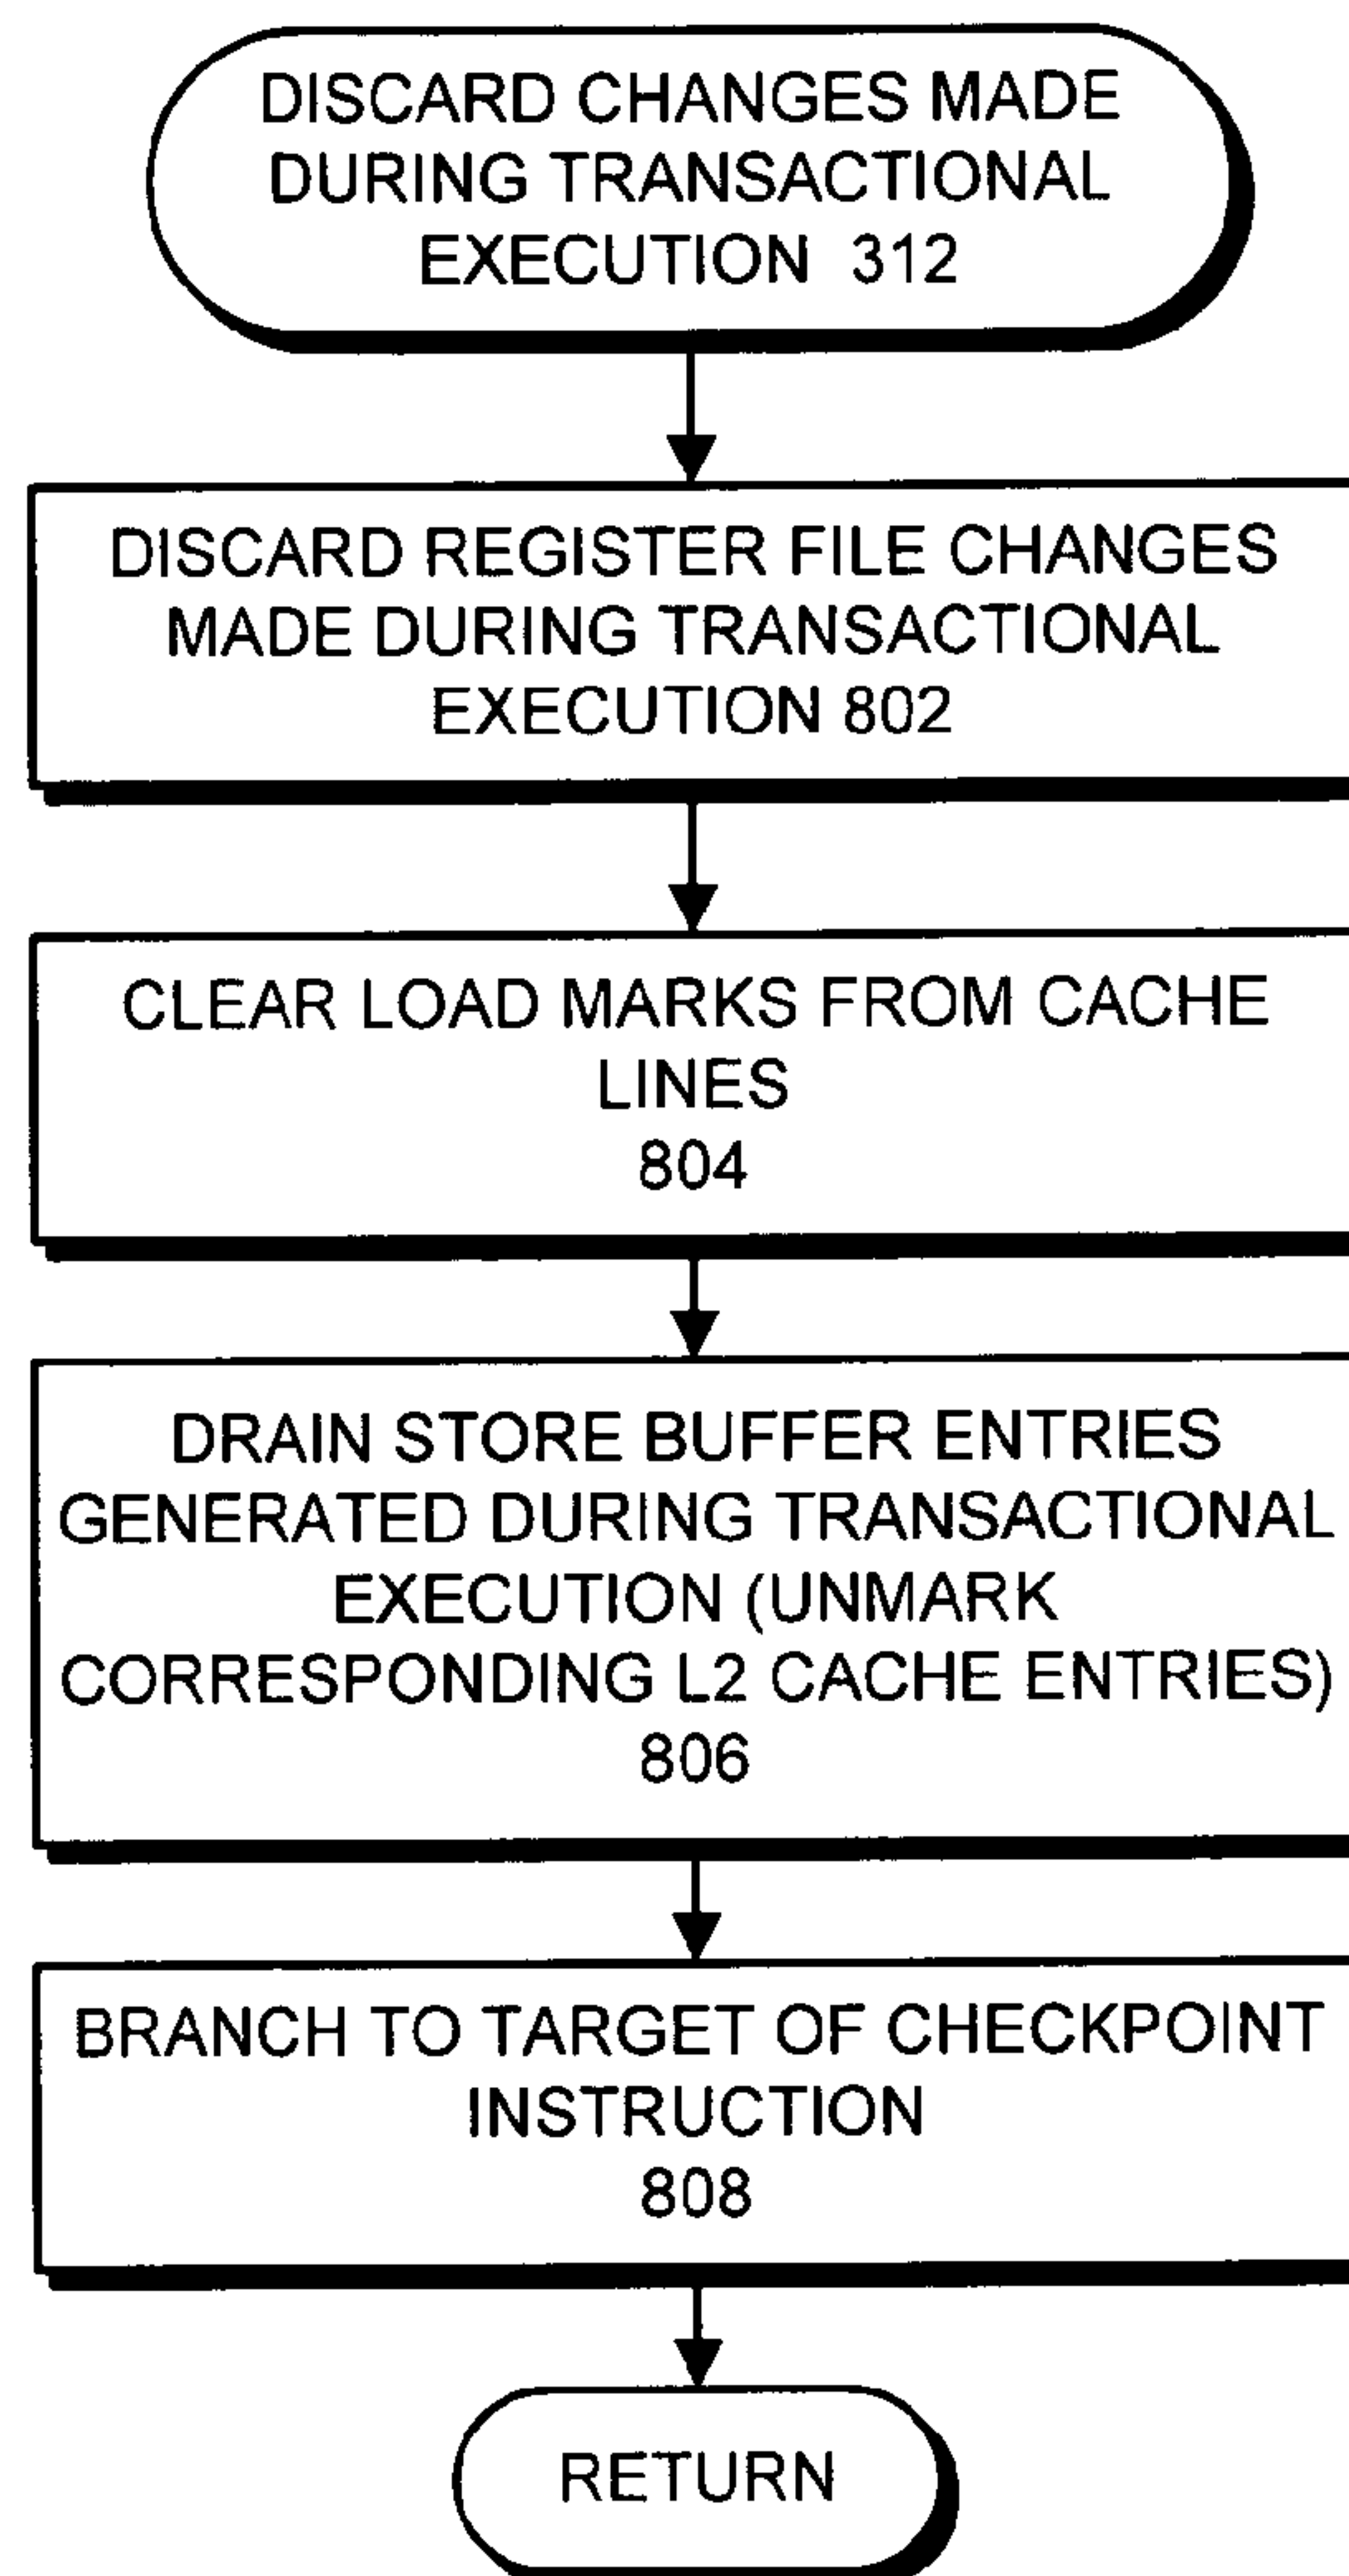 DISCARD CHANGES MADE
DURING TRANSACTIONAL
EXECUTION 312
DISCARD REGISTER FILE CHANGES
MADE DURING TRANSACTIONAL
EXECUTION 802
CLEAR LOAD MARKS FROM CACHE
LINES
804
DRAIN STORE BUFFER ENTRIES
GENERATED DURING TRANSACTIONAL
EXECUTION (UNMARK
CORRESPONDING L2 CACHE ENTRIES)
806
BRANCH TO TARGET OF CHECKPOINT
INSTRUCTION
808
RETURN